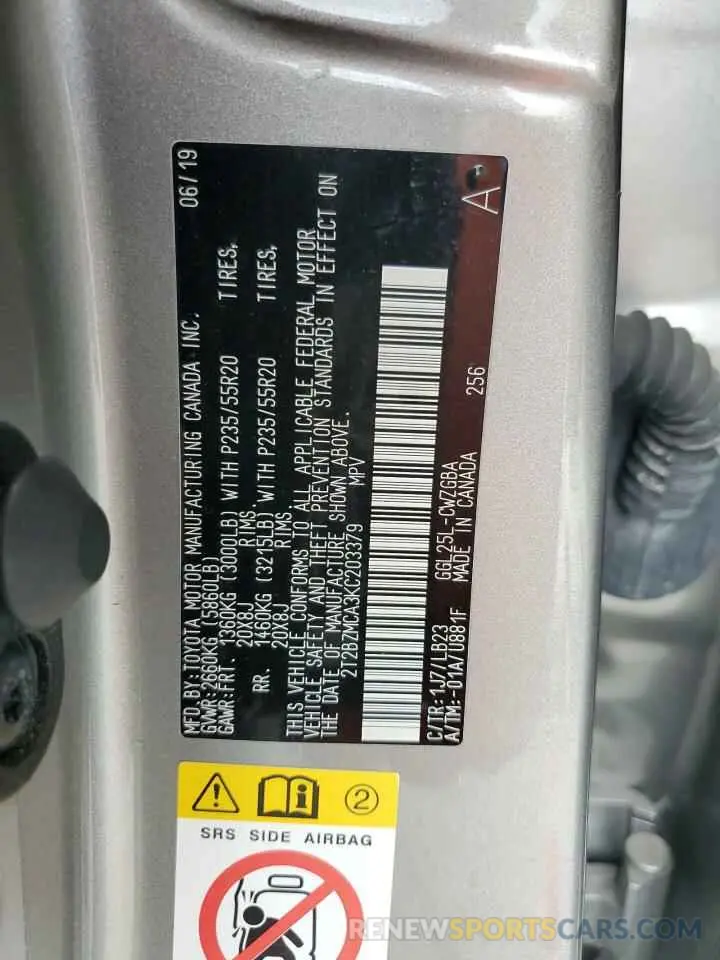 MFD.BY:TOYOTA MOTOR MANUFACTURING CANADA INC. 06/19
GVWR:2660KG (5860LB)
GAWR:FRT. 1360KG (3000LB) WITH P235/55R20 TIRES,
20X8J RIMS.
RR. 1460KG (3215LB) WITH P235/55R20 TIRES,
20X8J RIMS.
THIS VEHICLE CONFORMS TO ALL APPLICABLE FEDERAL MOTOR
VEHICLE SAFETY AND THEFT PREVENTION STANDARDS IN EFFECT ON
THE DATE OF MANUFACTURE SHOWN ABOVE.
2T2BZMCA3KC203379 MPV
C/TR:1J7/LB23 GGL25L-CWZGBA 256
A/TM:-01A/U881F MADE IN CANADA
A
2
SRS SIDE AIRBAG
RENEWSPORTSCARS.COM